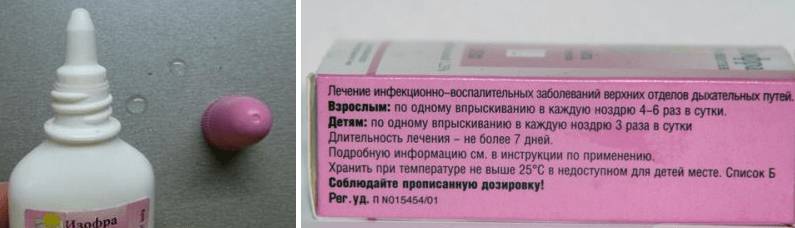 Изофра
Лечение инфекционно-воспалительных заболеваний верхних отделов дыхательных путей.
Взрослым: по одному впрыскиванию в каждую ноздрю 4-6 раз в сутки.
Детям: по одному впрыскиванию в каждую ноздрю 3 раза в сутки
Длительность лечения – не более 7 дней.
Подробную информацию см. в инструкции по применению.
Хранить при температуре не выше 25°С в недоступном для детей месте. Список Б
Соблюдайте прописанную дозировку!
Рег.уд. П N015454/01